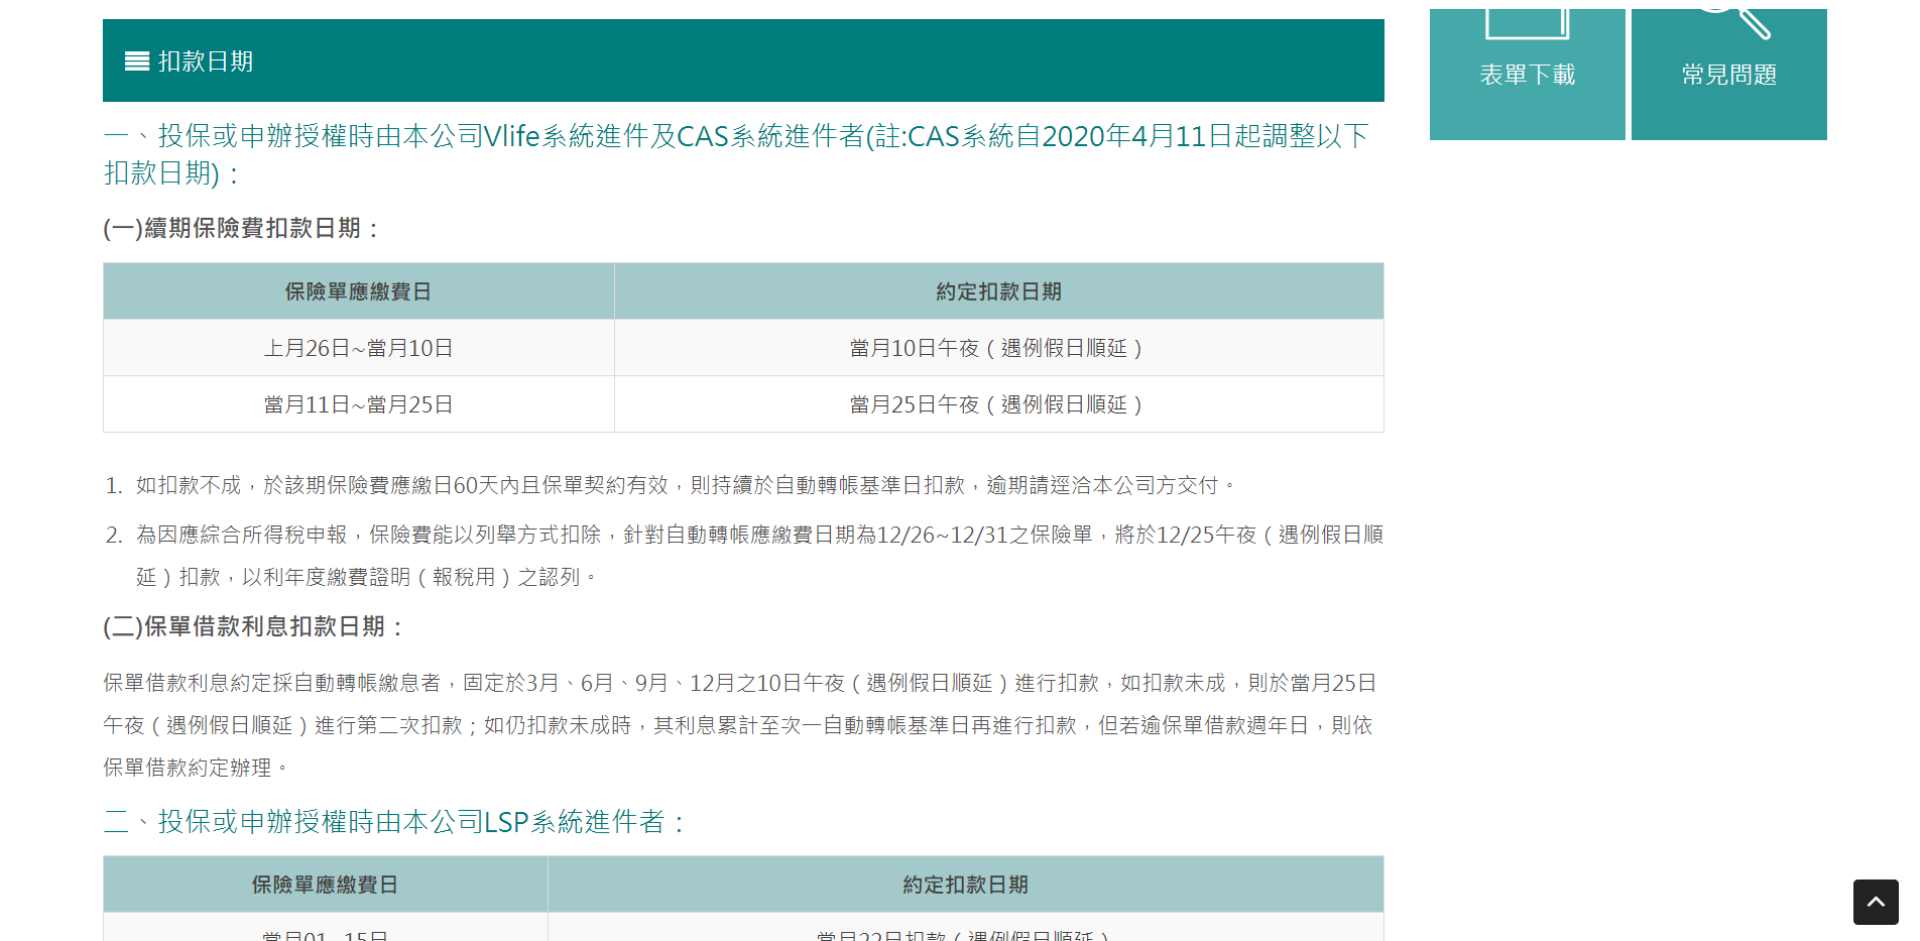 扣款日期
表單下載
常見問題
一、投保或申辦授權時由本公司Vlife系統進件及CAS系統進件者(註:CAS系統自2020年4月11日起調整以下
扣款日期)：
(一)續期保險費扣款日期：
保險單應繳費日 約定扣款日期
上月26日~當月10日 當月10日午夜（遇例假日順延）
當月11日~當月25日 當月25日午夜（遇例假日順延）
1. 如扣款不成，於該期保險費應繳日60天內且保單契約有效，則持續於自動轉帳基準日扣款，逾期請逕洽本公司方交付。
2. 為因應綜合所得稅申報，保險費能以列舉方式扣除，針對自動轉帳應繳費日期為12/26~12/31之保險單，將於12/25午夜（遇例假日順
延）扣款，以利年度繳費證明（報稅用）之認列。
(二)保單借款利息扣款日期：
保單借款利息約定採自動轉帳繳息者，固定於3月、6月、9月、12月之10日午夜（遇例假日順延）進行扣款，如扣款未成，則於當月25日
午夜（遇例假日順延）進行第二次扣款；如仍扣款未成時，其利息累計至次一自動轉帳基準日再進行扣款，但若逾保單借款週年日，則依
保單借款約定辦理。
二、投保或申辦授權時由本公司LSP系統進件者：
保險單應繳費日 約定扣款日期
當月01~15日 當月22日扣款（遇例假日順延）